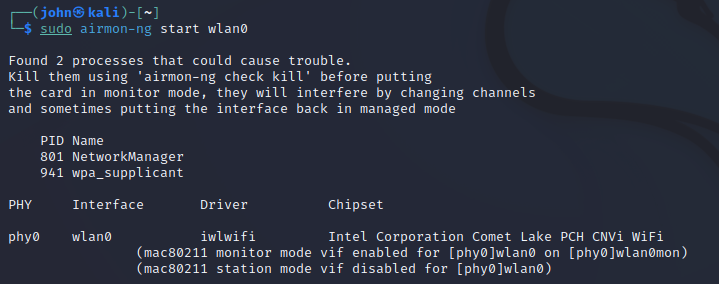 ┌──(john㉿kali)-[~]
└─$ sudo airmon-ng start wlan0
Found 2 processes that could cause trouble.
Kill them using 'airmon-ng check kill' before putting
the card in monitor mode, they will interfere by changing channels
and sometimes putting the interface back in managed mode
PID Name
801 NetworkManager
941 wpa_supplicant
PHY Interface Driver Chipset
phy0 wlan0 iwlwifi Intel Corporation Comet Lake PCH CNVi WiFi
(mac80211 monitor mode vif enabled for [phy0]wlan0 on [phy0]wlan0mon)
(mac80211 station mode vif disabled for [phy0]wlan0)